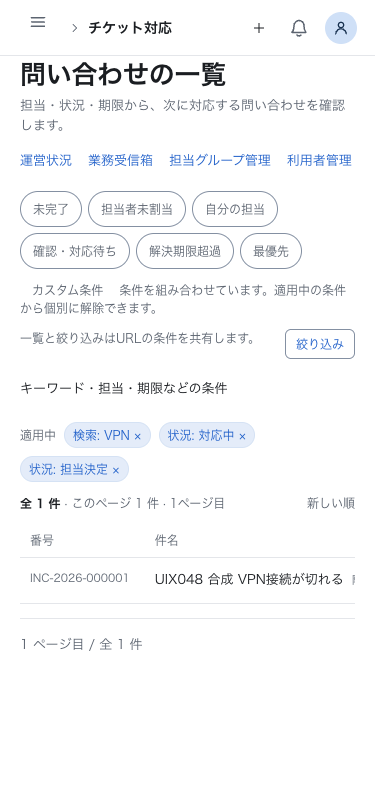 チケット対応
問い合わせの一覧
担当・状況・期限から、次に対応する問い合わせを確認
します。
運営状況 業務受信箱 担当グループ管理 利用者管理
未完了 担当者未割当 自分の担当
確認・対応待ち 解決期限超過 最優先
カスタム条件 条件を組み合わせています。適用中の条件
から個別に解除できます。
一覧と絞り込みはURLの条件を共有します。 絞り込み
キーワード・担当・期限などの条件
適用中 検索: VPN × 状況: 対応中 ×
状況: 担当決定 ×
全 1 件 · このページ 1 件 · 1ページ目 新しい順
番号 件名
INC-2026-000001 UIX048 合成 VPN接続が切れる
1 ページ目 / 全 1 件